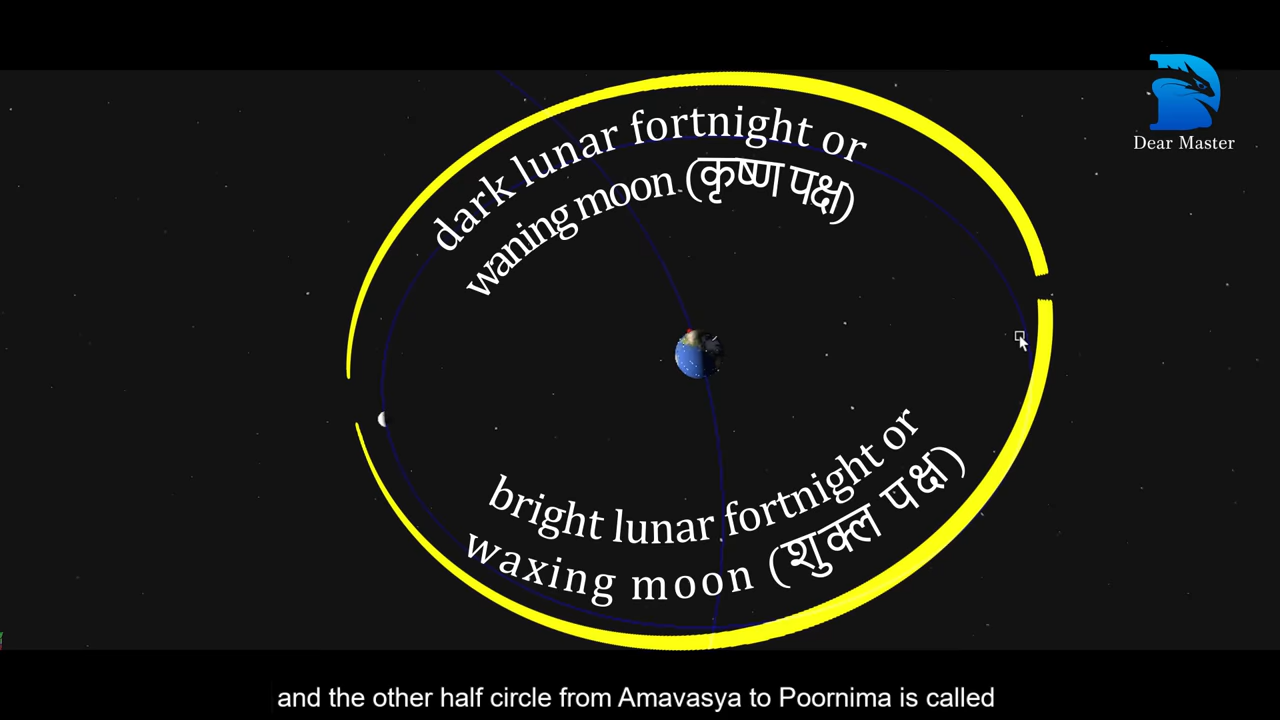 Dear Master
dark lunar fortnight or
waning moon (कृष्ण पक्ष)
bright lunar fortnight or
waxing moon (शुक्ल पक्ष)
and the other half circle from Amavasya to Poornima is called